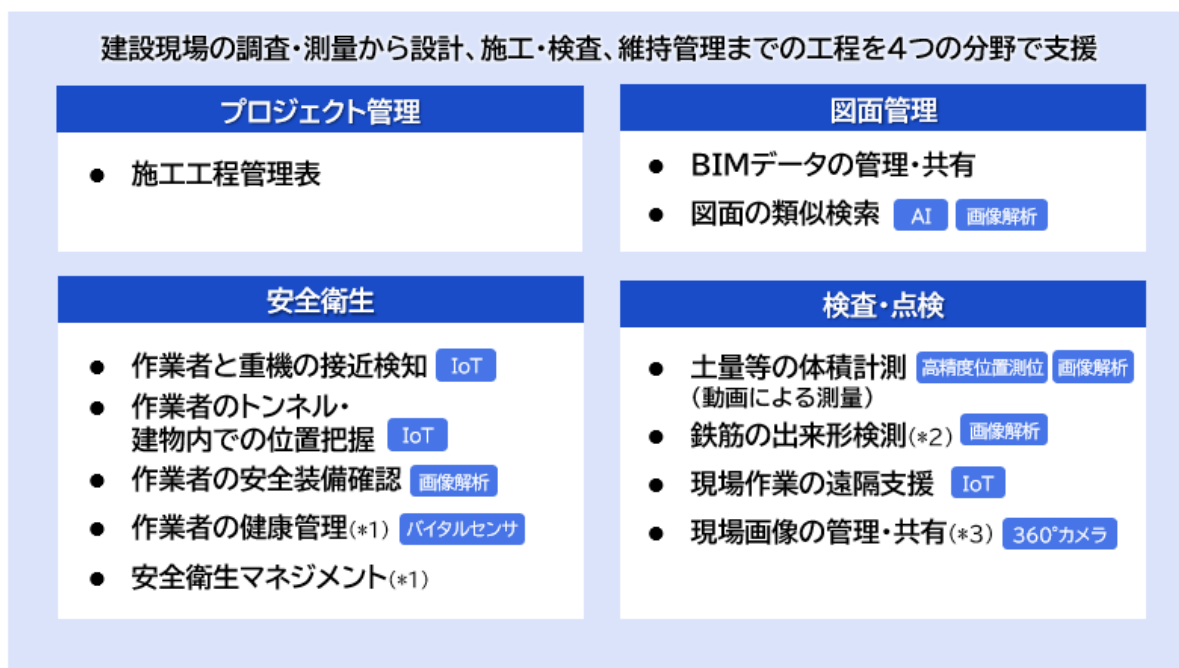 建設現場の調査・測量から設計、施工・検査、維持管理までの工程を4つの分野で支援
プロジェクト管理
● 施工工程管理表
図面管理
● BIMデータの管理・共有
● 図面の類似検索 AI 画像解析
安全衛生
● 作業者と重機の接近検知 IoT
● 作業者のトンネル・
建物内での位置把握 IoT
● 作業者の安全装備確認 画像解析
● 作業者の健康管理(*1) バイタルセンサ
● 安全衛生マネジメント(*1)
検査・点検
● 土量等の体積計測 高精度位置測位 画像解析
(動画による測量)
● 鉄筋の出来形検測(*2) 画像解析
● 現場作業の遠隔支援 IoT
● 現場画像の管理・共有(*3) 360°カメラ